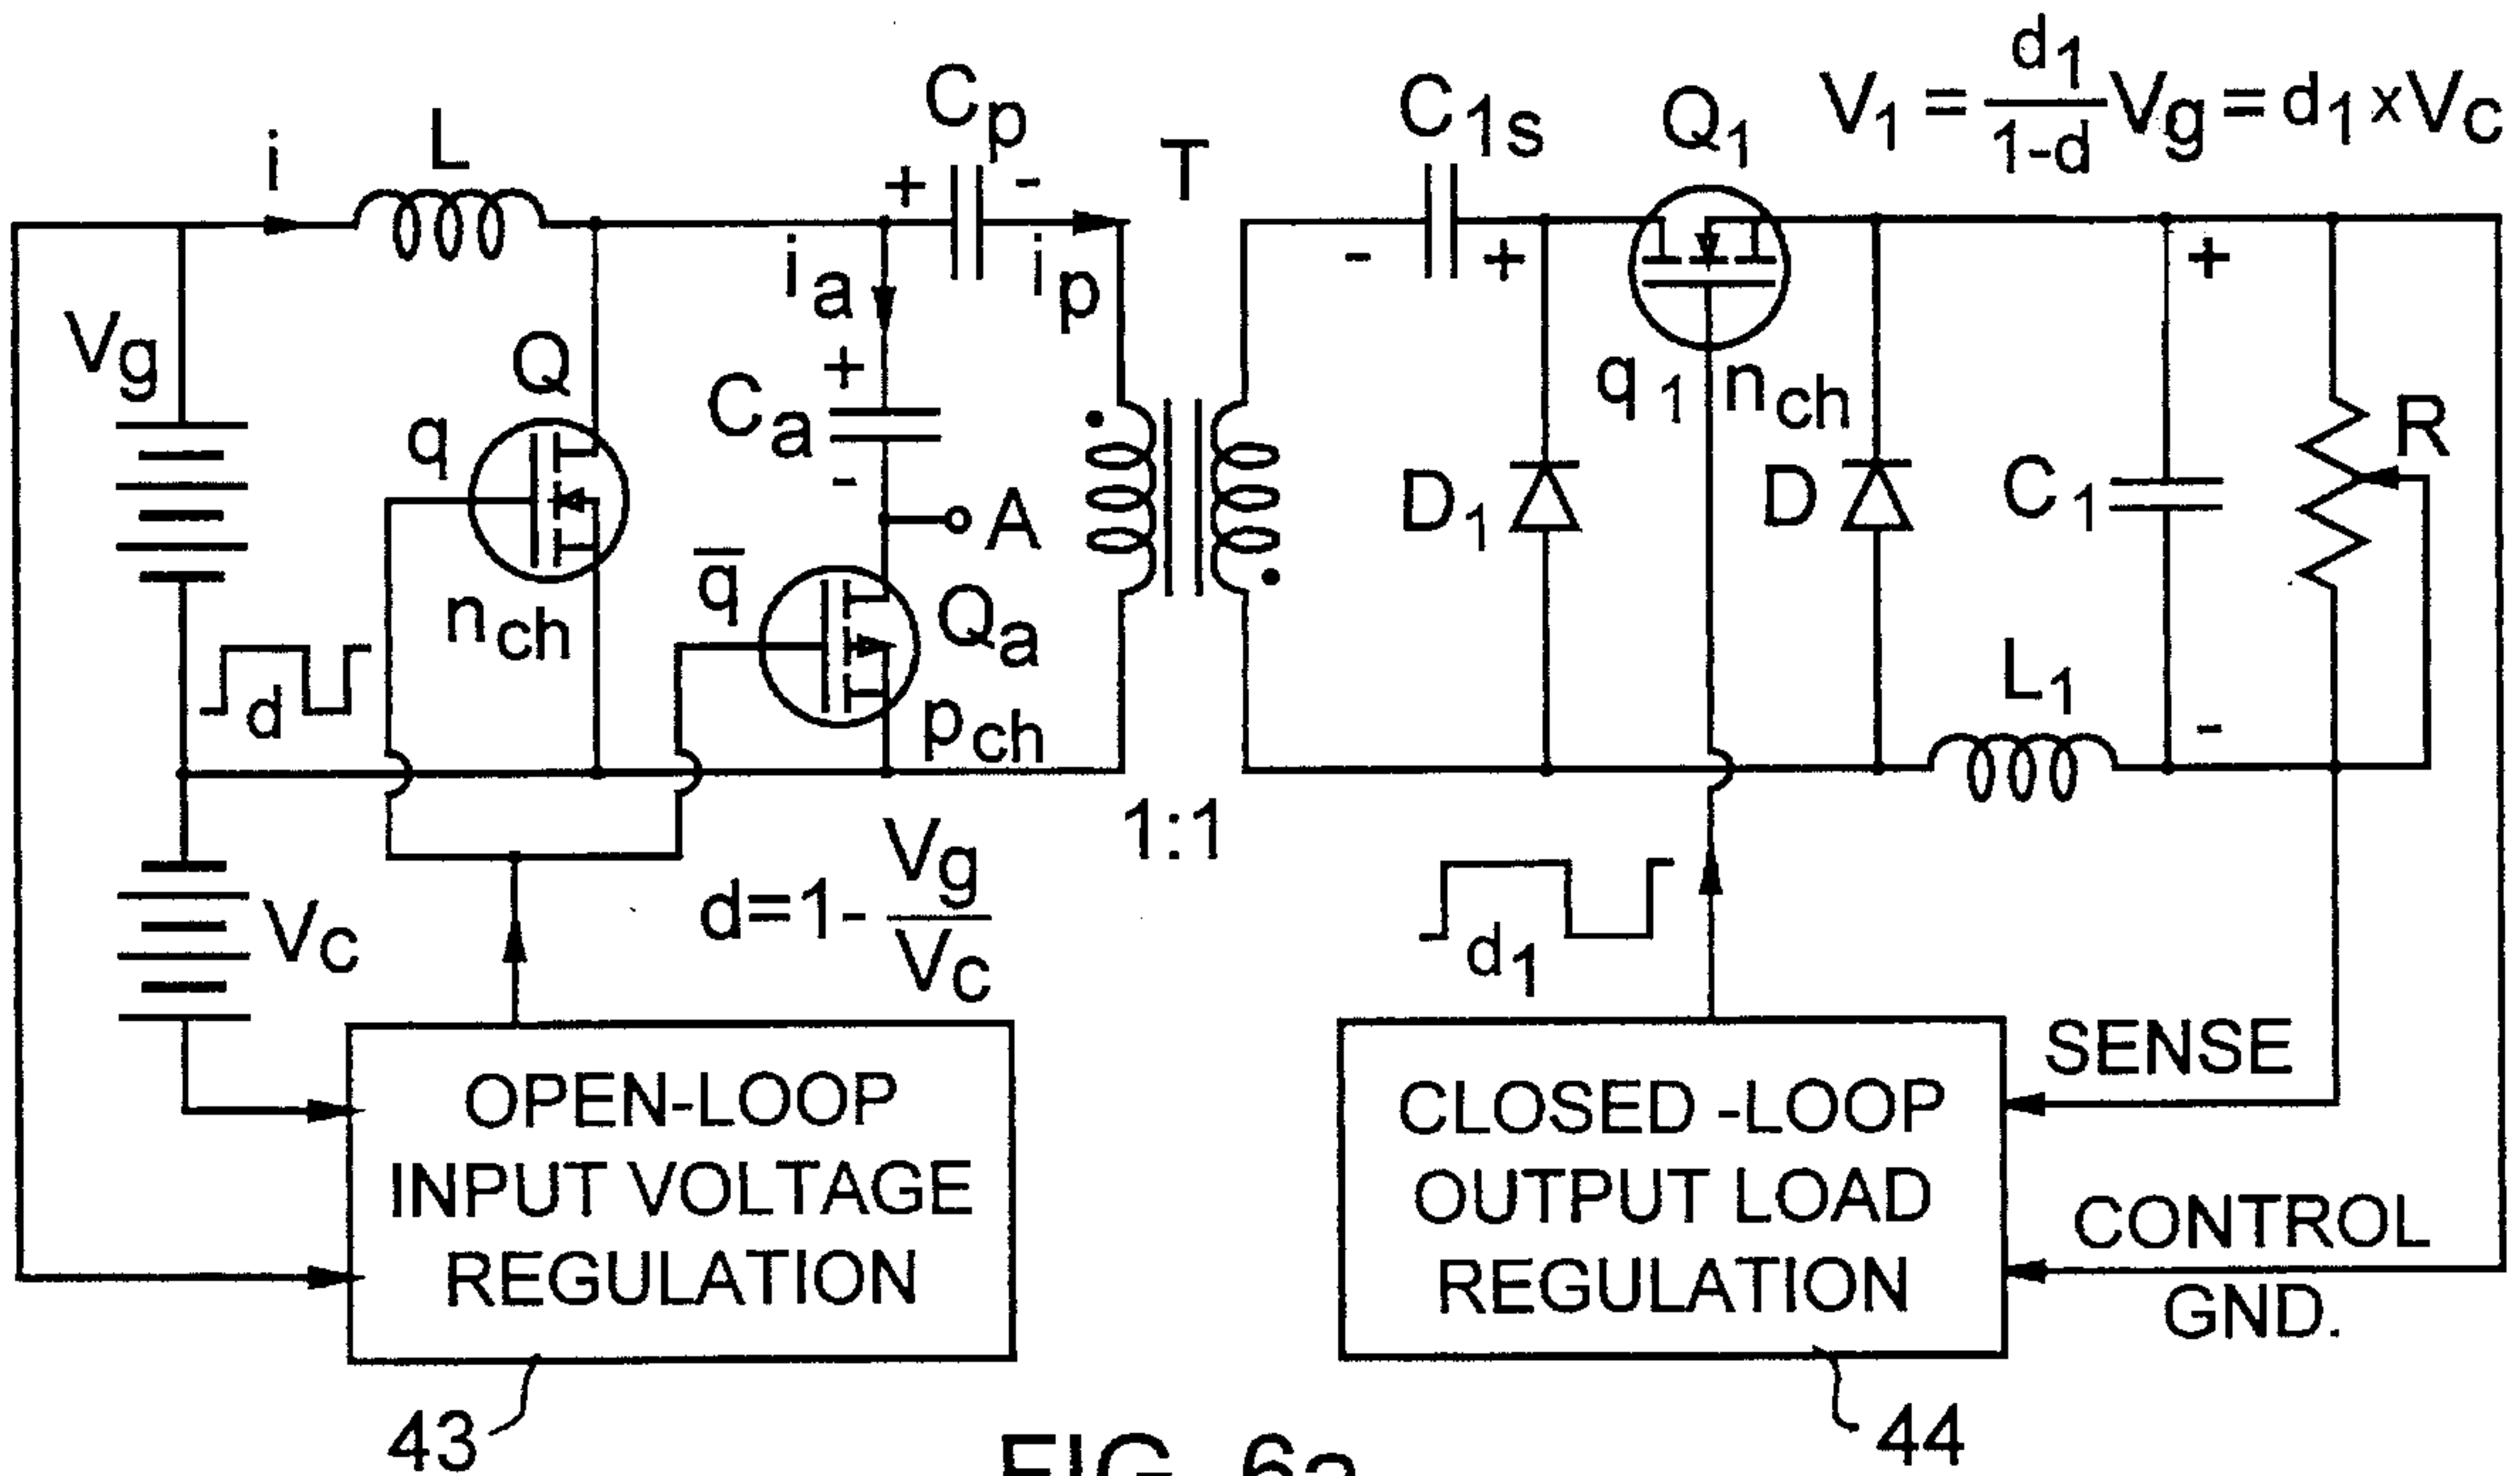 i
L
Cp
+
-
T
C1s
-
+
Q1
V1 = d1/1-d Vg = d1 x Vc
ia
ip
Vg
Q
q
nch
+
Ca
-
A
q̅
Qa
pch
d
q1
nch
D1
D
C1
+
-
R
L1
1:1
Vc
d=1- Vg/Vc
d1
OPEN-LOOP
INPUT VOLTAGE
REGULATION
43
CLOSED -LOOP
OUTPUT LOAD
REGULATION
44
SENSE
CONTROL
GND.